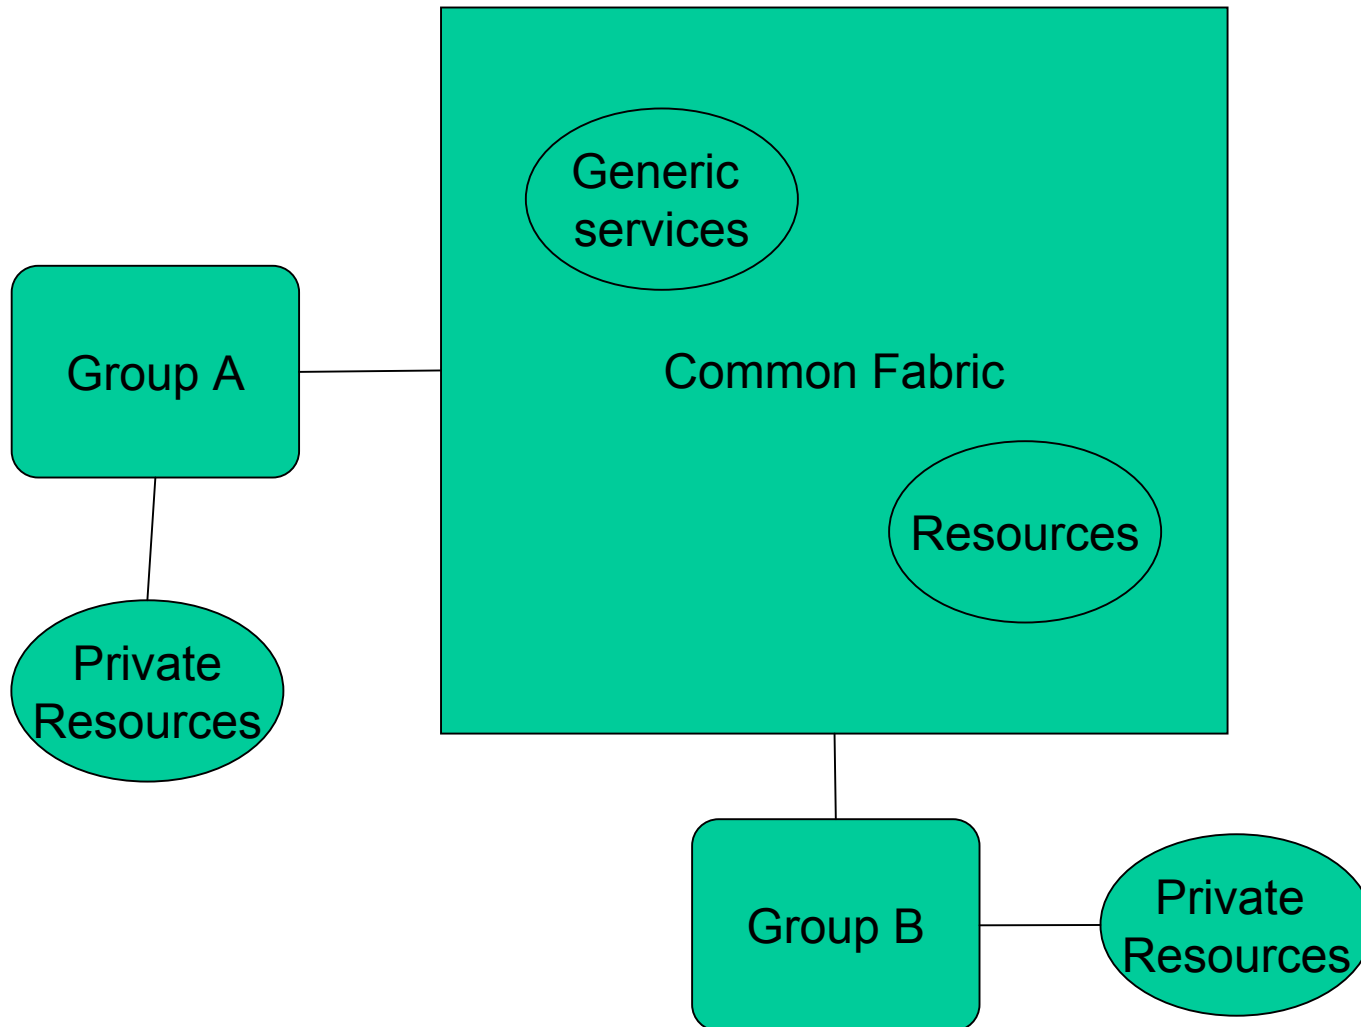 Generic
services
Group A
Common Fabric
Resources
Private
Resources
Group B
Private
Resources